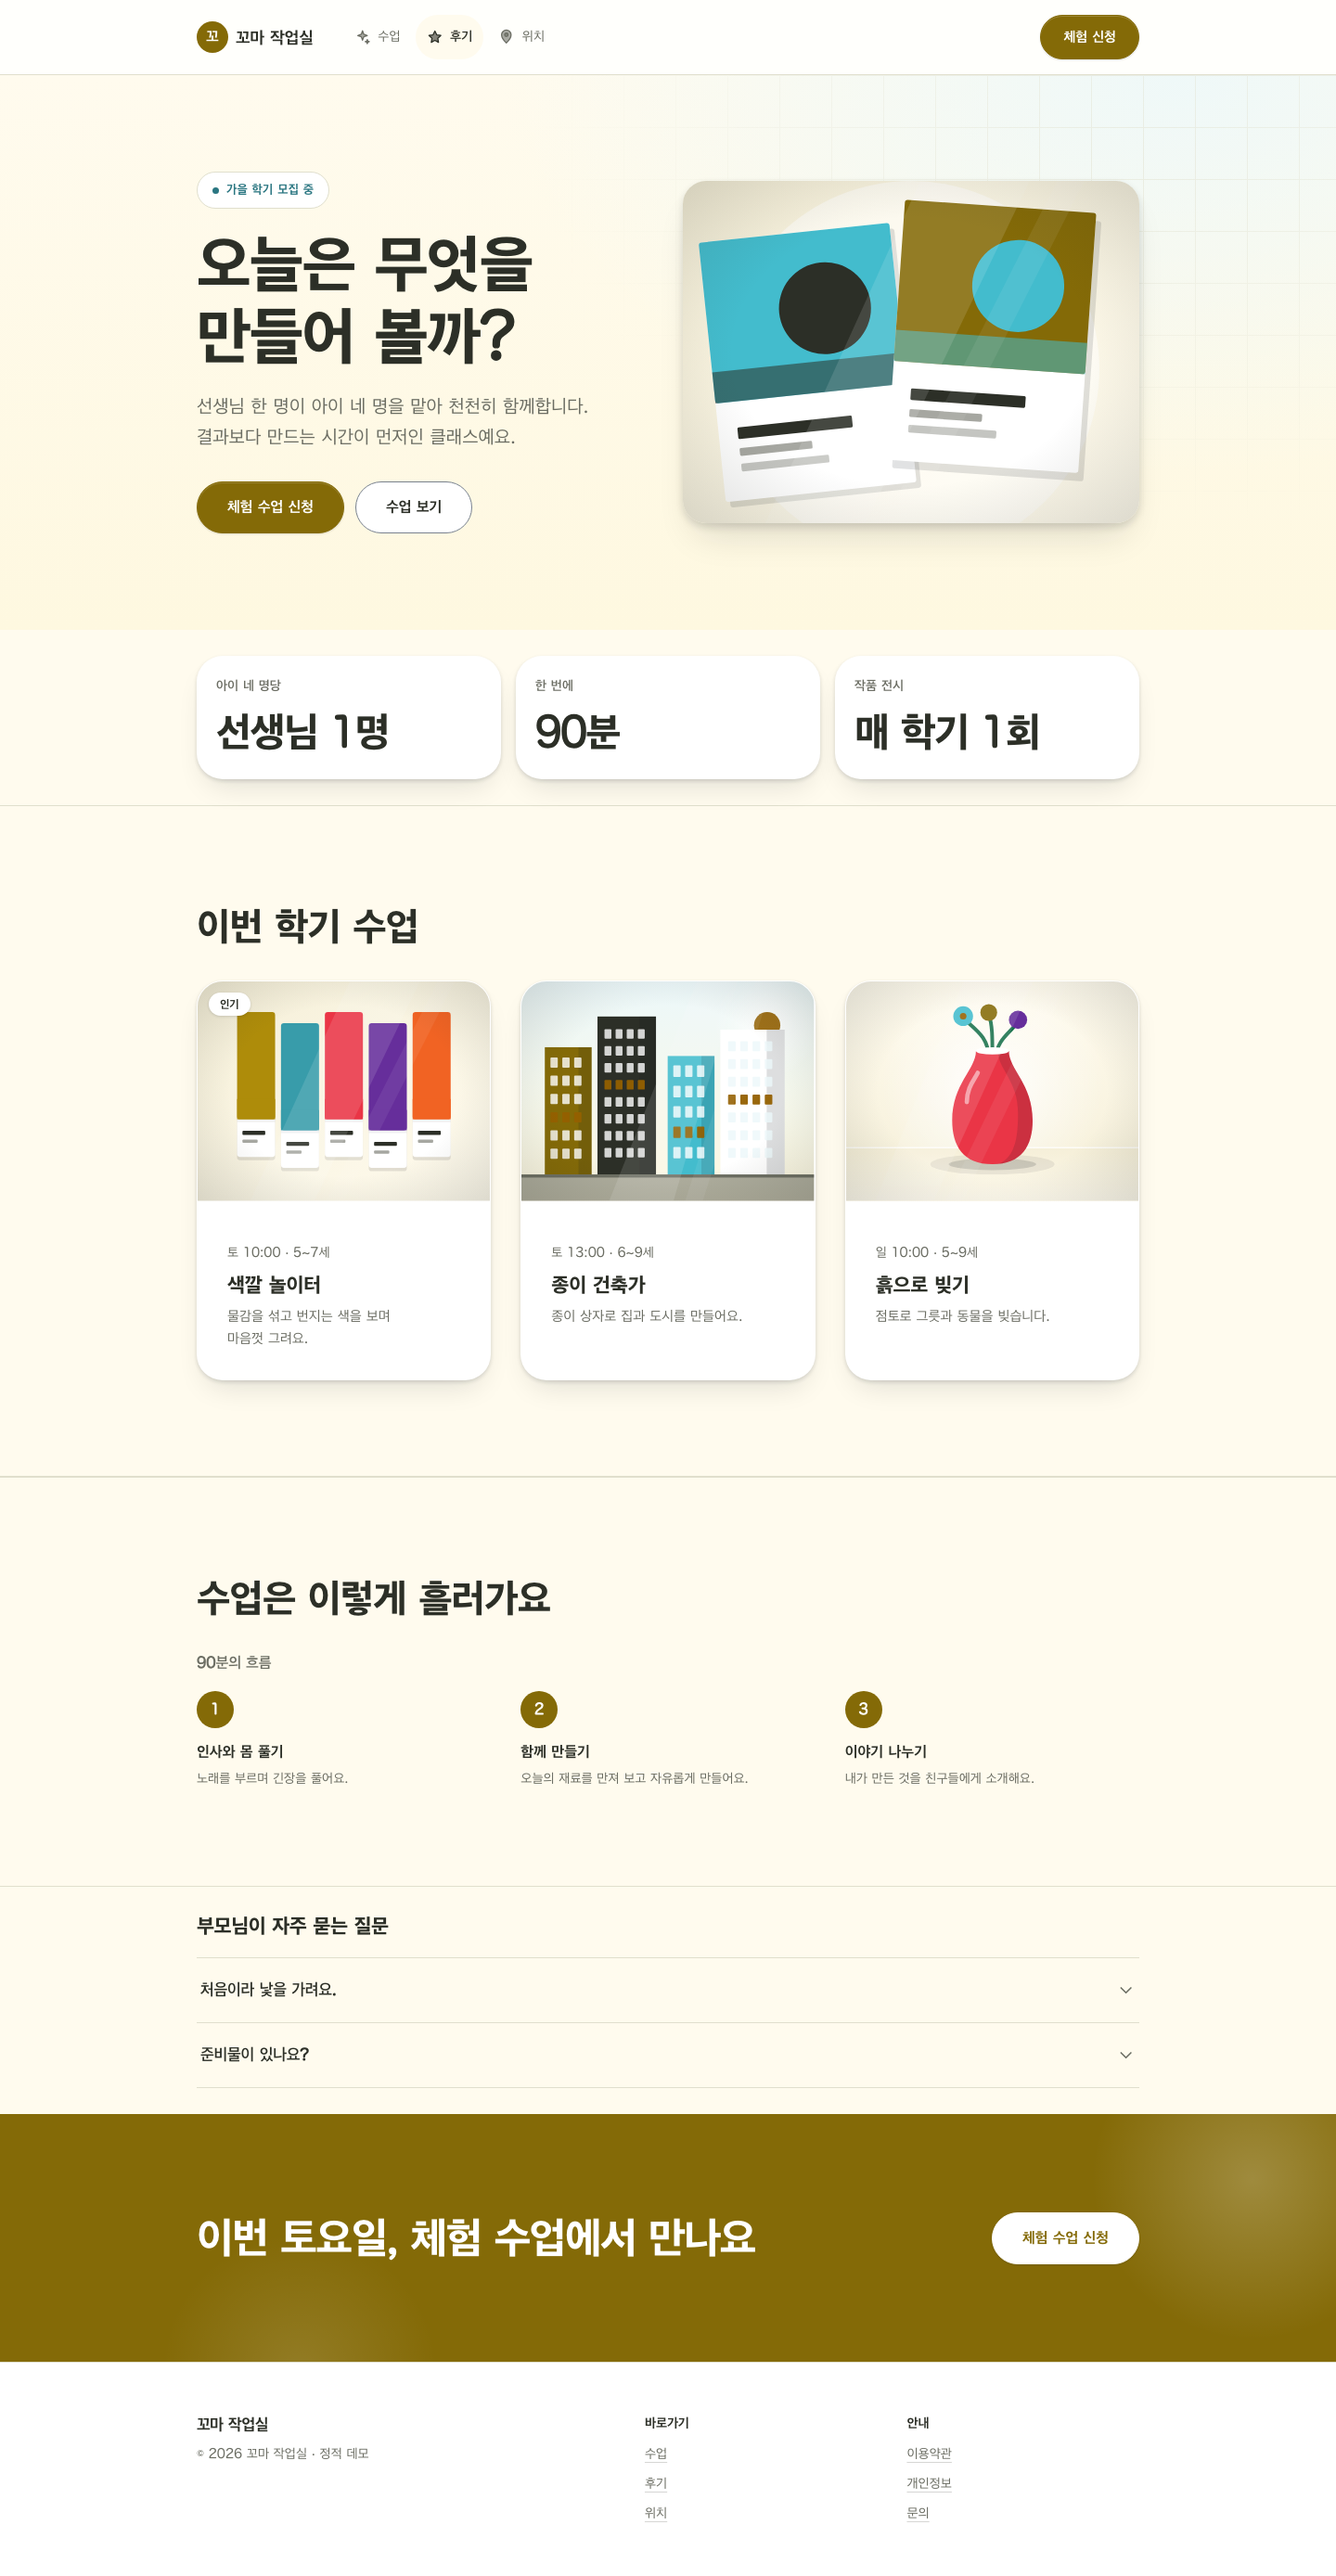 꼬 꼬마 작업실 수업 후기 위치 체험 신청
가을 학기 모집 중
오늘은 무엇을
만들어 볼까?
선생님 한 명이 아이 네 명을 맡아 천천히 함께합니다.
결과보다 만드는 시간이 먼저인 클래스예요.
체험 수업 신청 수업 보기
아이 네 명당
선생님 1명
한 번에
90분
작품 전시
매 학기 1회
이번 학기 수업
인기
토 10:00 · 5~7세
색깔 놀이터
물감을 섞고 번지는 색을 보며
마음껏 그려요.
토 13:00 · 6~9세
종이 건축가
종이 상자로 집과 도시를 만들어요.
일 10:00 · 5~9세
흙으로 빚기
점토로 그릇과 동물을 빚습니다.
수업은 이렇게 흘러가요
90분의 흐름
1
인사와 몸 풀기
노래를 부르며 긴장을 풀어요.
2
함께 만들기
오늘의 재료를 만져 보고 자유롭게 만들어요.
3
이야기 나누기
내가 만든 것을 친구들에게 소개해요.
부모님이 자주 묻는 질문
처음이라 낯을 가려요.
준비물이 있나요?
이번 토요일, 체험 수업에서 만나요
체험 수업 신청
꼬마 작업실
© 2026 꼬마 작업실 · 정적 데모
바로가기
수업
후기
위치
안내
이용약관
개인정보
문의